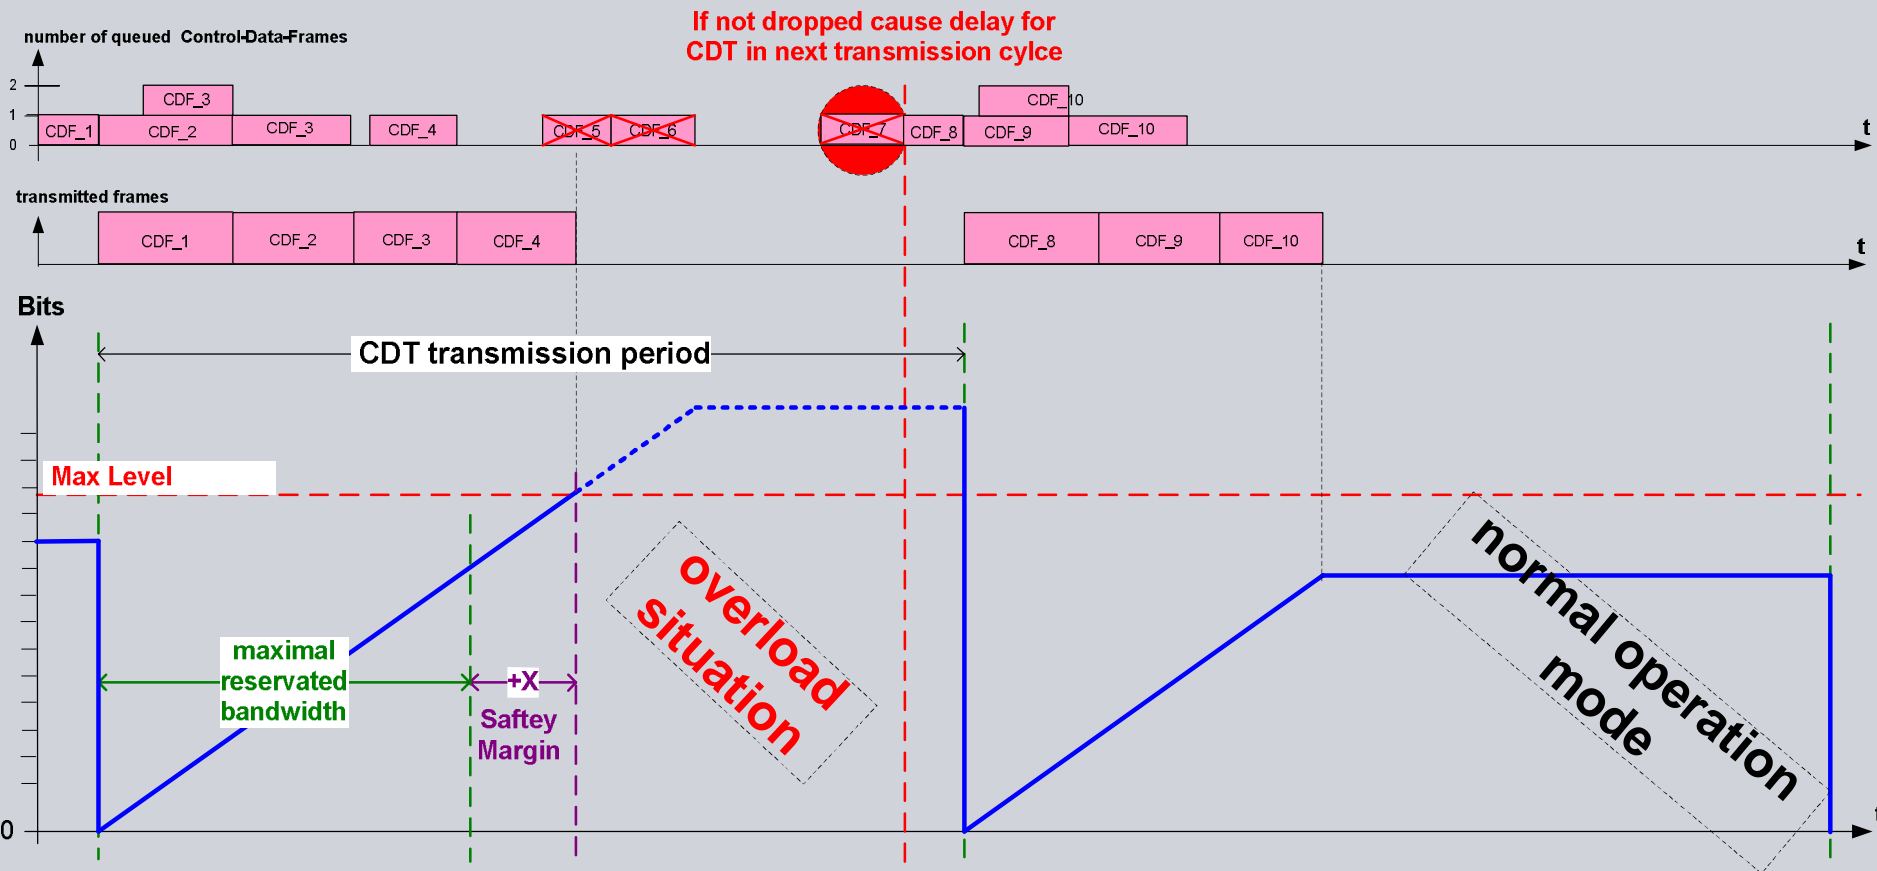 If not dropped cause delay for
CDT in next transmission cylce
number of queued Control-Data-Frames
2
1
0
CDF_3
CDF_1
CDF_2
CDF_3
CDF_4
CDF_5
CDF_6
CDF_7
CDF_8
CDF_10
CDF_9
CDF_10
t
transmitted frames
CDF_1
CDF_2
CDF_3
CDF_4
CDF_8
CDF_9
CDF_10
t
Bits
CDT transmission period
Max Level
overload
situation
normal operation
mode
maximal
reservated
bandwidth
+X
Saftey
Margin
0